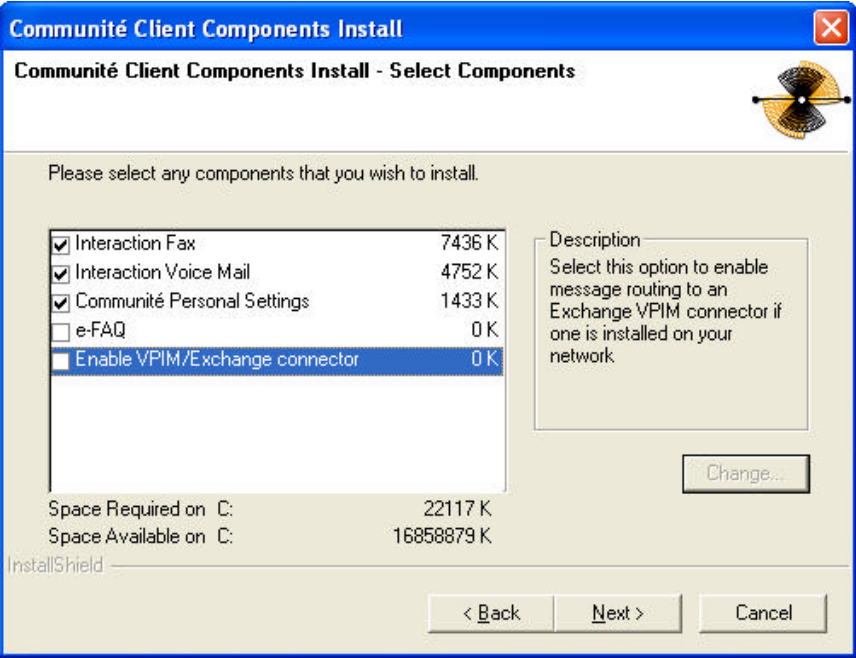 Communité Client Components Install
Communité Client Components Install - Select Components
Please select any components that you wish to install.
Interaction Fax 7436 K
Interaction Voice Mail 4752 K
Communité Personal Settings 1433 K
e-FAQ 0 K
Enable VPIM/Exchange connector 0 K
Description
Select this option to enable
message routing to an
Exchange VPIM connector if
one is installed on your
network
Change...
Space Required on C: 22117 K
Space Available on C: 16858879 K
InstallShield
< Back
Next >
Cancel